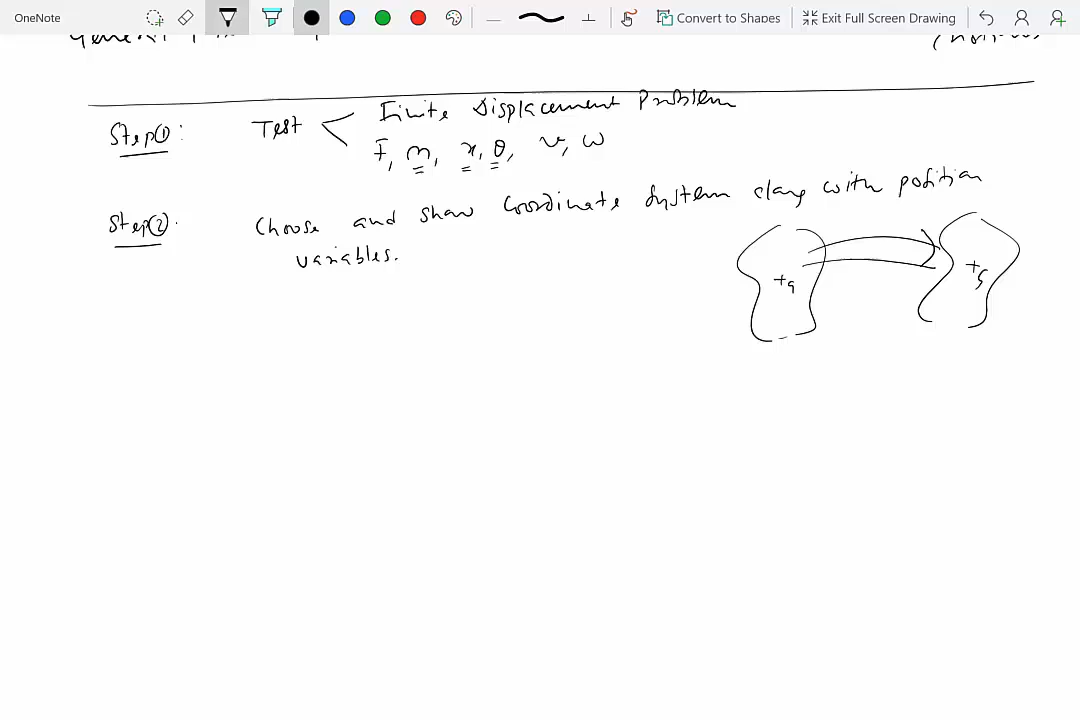 OneNote
Convert to Shapes
Exit Full Screen Drawing
Step①:
Test
Finite Displacement Problem
F, m, x, θ, v, ω
Step②.
Choose and show coordinate system along with position
variables.
+G
+G